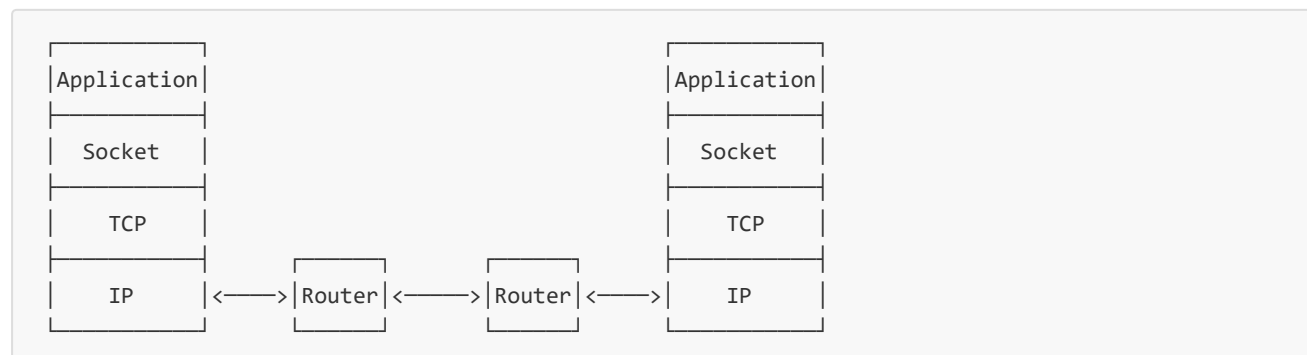 Application Application
Socket Socket
TCP TCP
IP <────>Router<─────>Router<────> IP